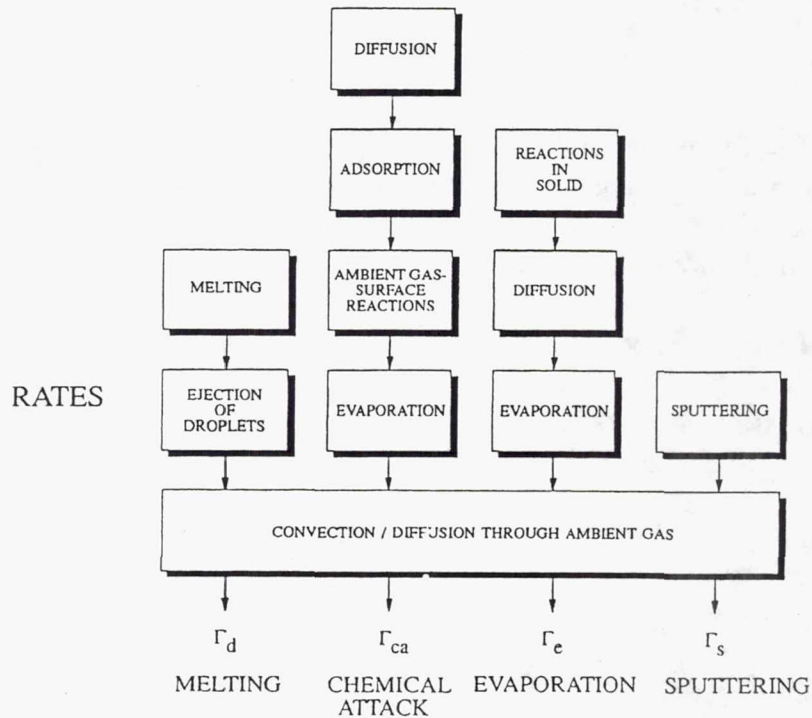 DIFFUSION
ADSORPTION
REACTIONS
IN
SOLID
MELTING
AMBIENT GAS-
SURFACE
REACTIONS
DIFFUSION
RATES
EJECTION
OF
DROPLETS
EVAPORATION
EVAPORATION
SPUTTERING
CONVECTION / DIFFUSION THROUGH AMBIENT GAS
Γd
Γca
Γe
Γs
MELTING
CHEMICAL
ATTACK
EVAPORATION
SPUTTERING